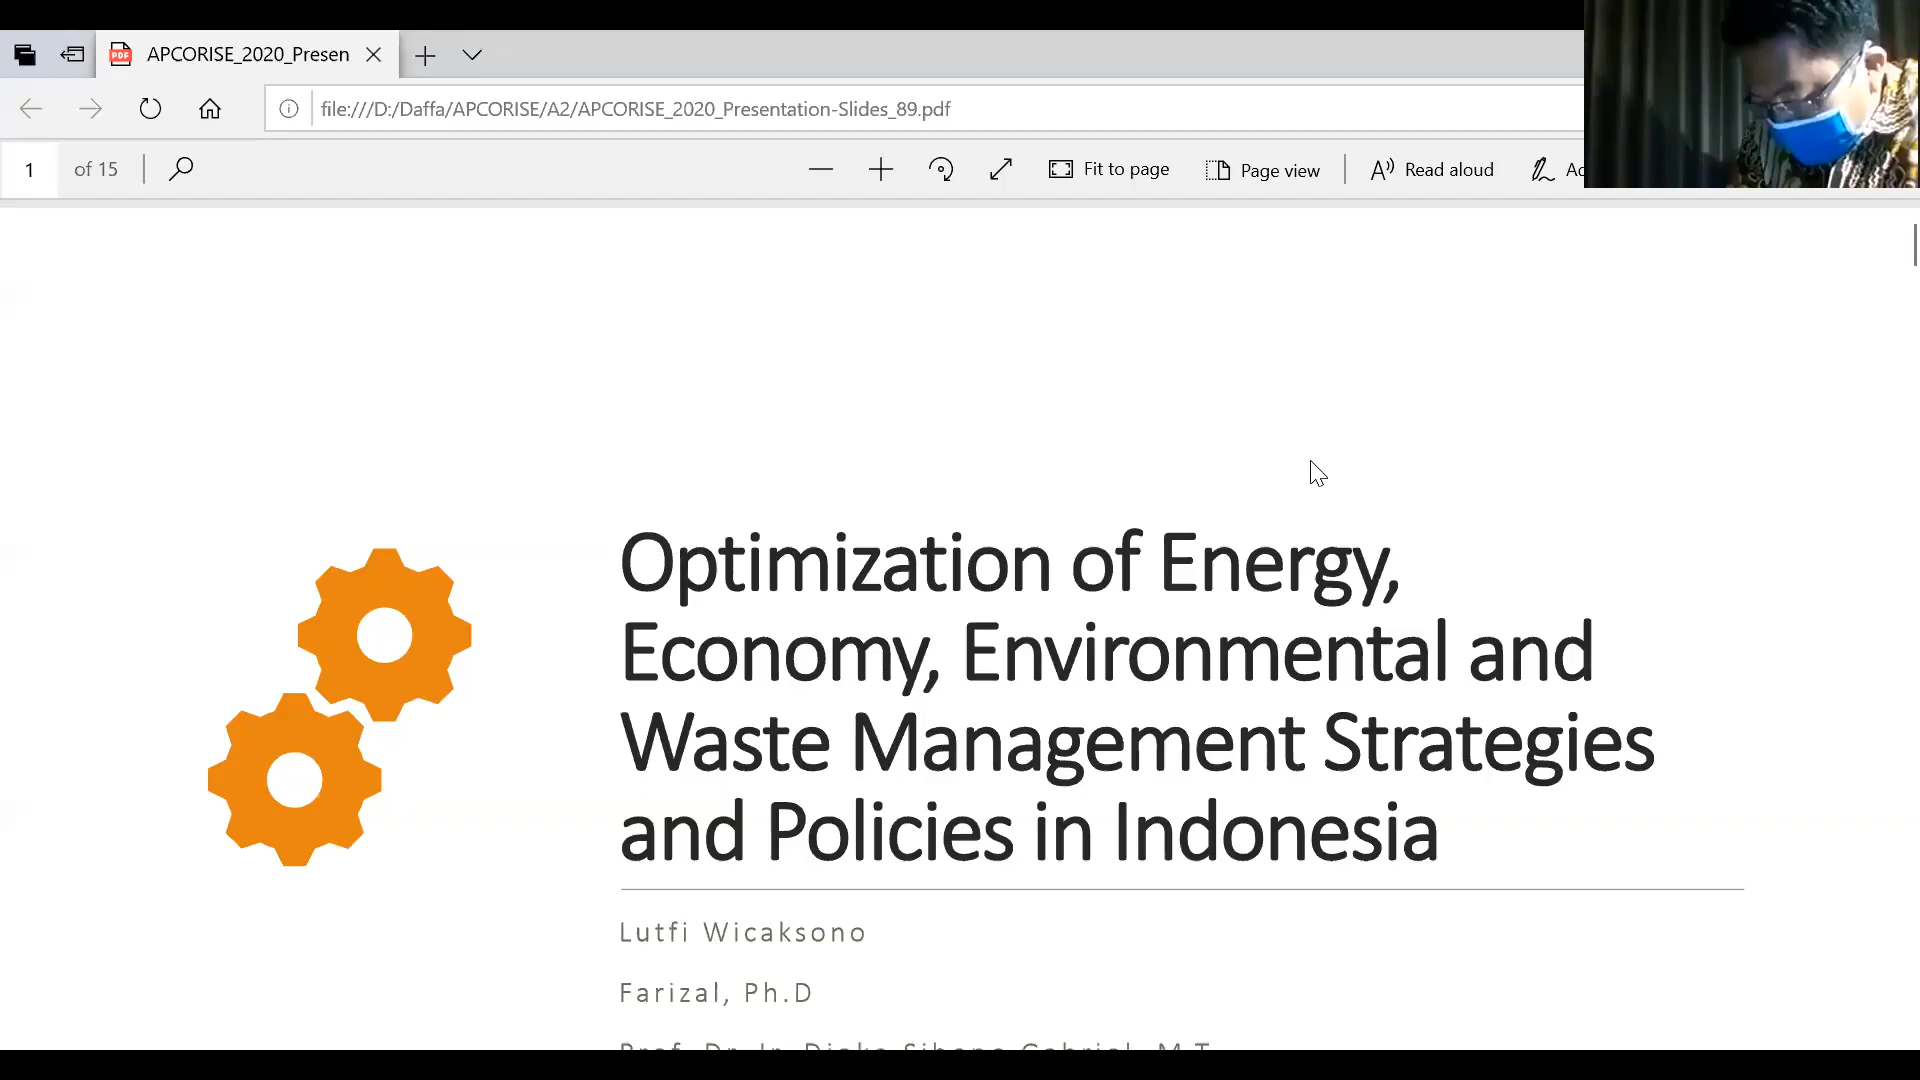 APCORISE_2020_Presen
file:///D:/Daffa/APCORISE/A2/APCORISE_2020_Presentation-Slides_89.pdf
1 of 15
Fit to page
Page view
Read aloud
Optimization of Energy,
Economy, Environmental and
Waste Management Strategies
and Policies in Indonesia
Lutfi Wicaksono
Farizal, Ph.D